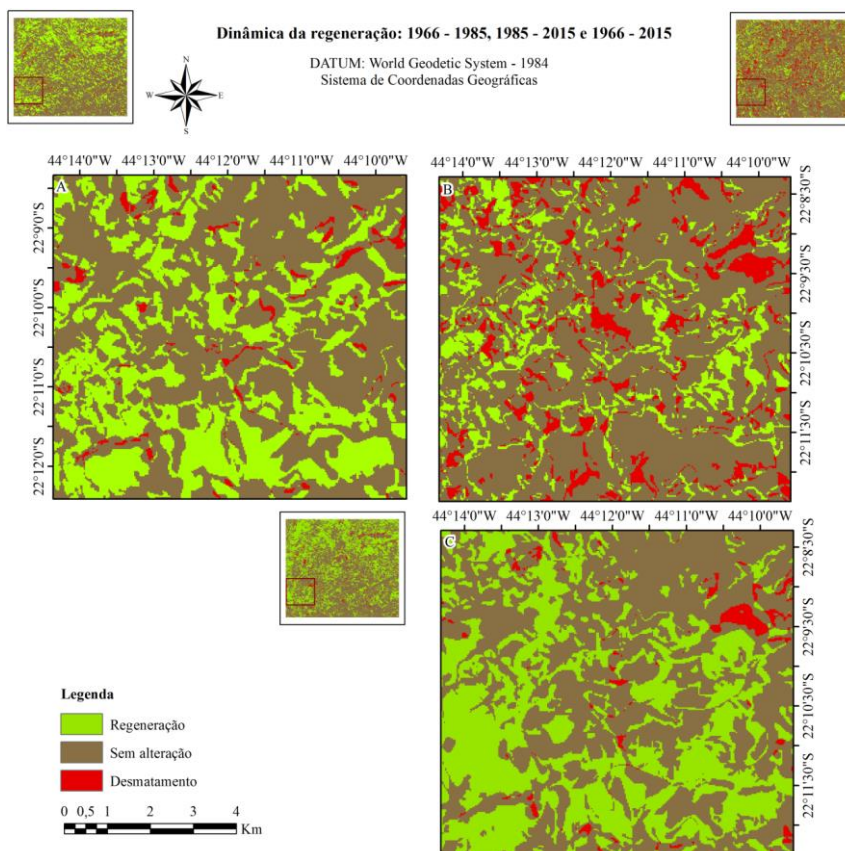 Dinâmica da regeneração: 1966 - 1985, 1985 - 2015 e 1966 - 2015
DATUM: World Geodetic System - 1984
Sistema de Coordenadas Geográficas
N
W
E
S
44°14'0"W 44°13'0"W 44°12'0"W 44°11'0"W 44°10'0"W
A
22°9'0"S
22°10'0"S
22°11'0"S
22°12'0"S
44°14'0"W 44°13'0"W 44°12'0"W 44°11'0"W 44°10'0"W
B
22°8'30"S
22°9'30"S
22°10'30"S
22°11'30"S
44°14'0"W 44°13'0"W 44°12'0"W 44°11'0"W 44°10'0"W
C
22°8'30"S
22°9'30"S
22°10'30"S
22°11'30"S
Legenda
Regeneração
Sem alteração
Desmatamento
0 0,5 1 2 3 4
Km